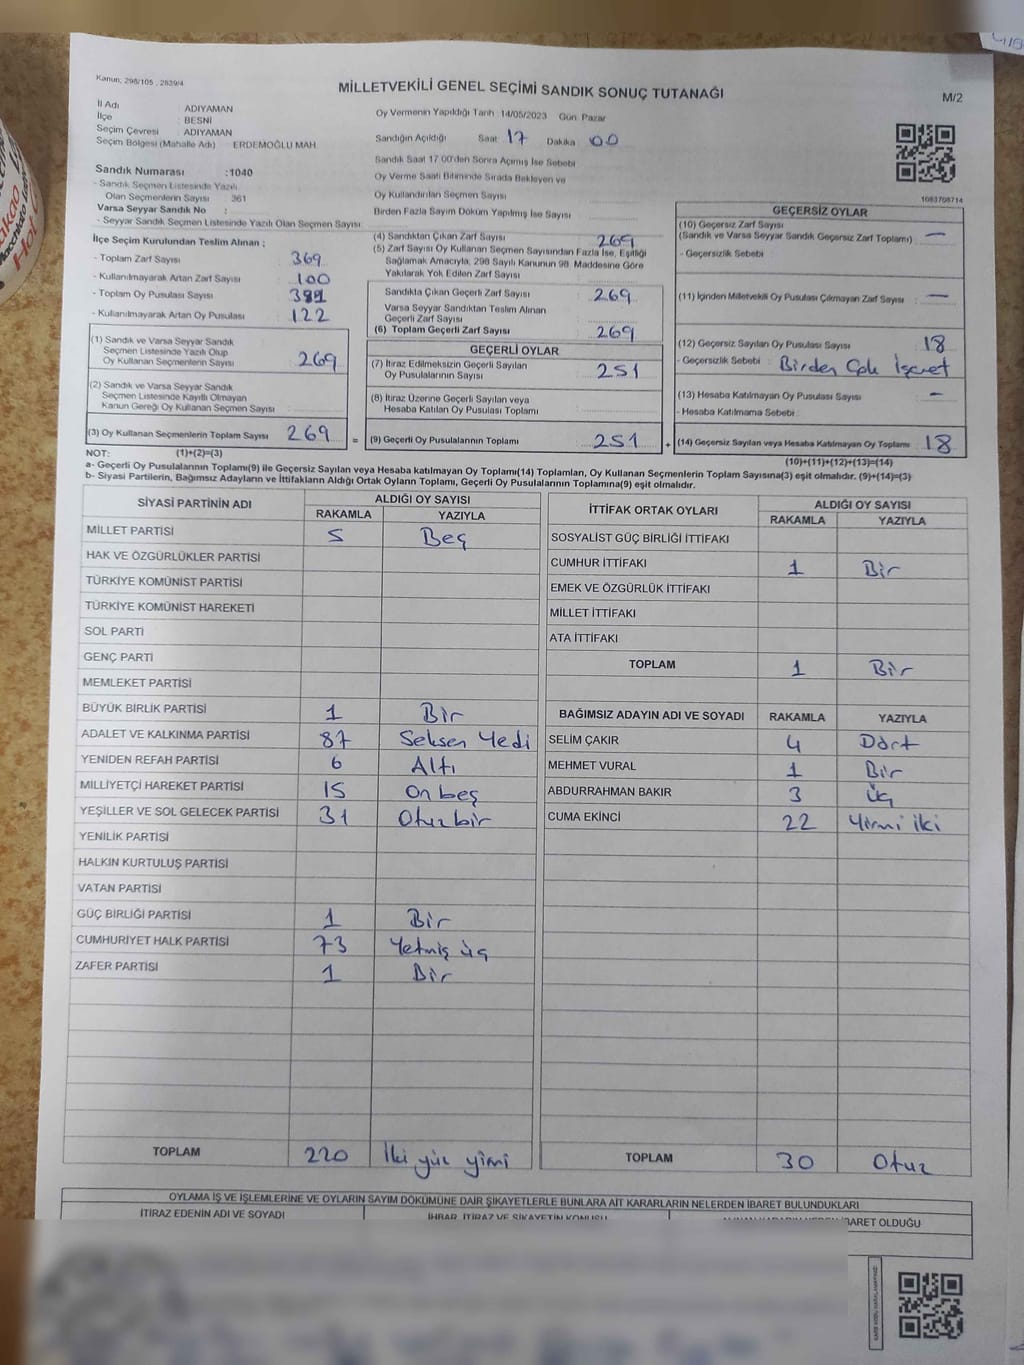 Kanun; 298/105 , 2839/4
MİLLETVEKİLİ GENEL SEÇİMİ SANDIK SONUÇ TUTANAĞI
M/2
İl Adı : ADIYAMAN
İlçe : BESNİ
Seçim Çevresi : ADIYAMAN
Seçim Bölgesi (Mahalle Adı) : ERDEMOĞLU MAH.
Sandık Numarası :1040
- Sandık Seçmen Listesinde Yazılı
Olan Seçmenlerin Sayısı : 361
Varsa Seyyar Sandık No :
- Seyyar Sandık Seçmen Listesinde Yazılı Olan Seçmen Sayısı
İlçe Seçim Kurulundan Teslim Alınan ;
- Toplam Zarf Sayısı 369
- Kullanılmayarak Artan Zarf Sayısı 100
- Toplam Oy Pusulası Sayısı
- Kullanılmayarak Artan Oy Pusulası 122
(1) Sandık ve Varsa Seyyar Sandık
Seçmen Listesinde Yazılı Olup
Oy Kullanan Seçmenlerin Sayısı 269
(2) Sandık ve Varsa Seyyar Sandık
Seçmen Listesinde Kayıtlı Olmayan
Kanun Gereği Oy Kullanan Seçmen Sayısı
(3) Oy Kullanan Seçmenlerin Toplam Sayısı 269 =
Oy Vermenin Yapıldığı Tarih : 14/05/2023 Gün: Pazar
Sandığın Açıldığı Saat 17 Dakika 00
Sandık Saat 17:00'den Sonra Açılmış İse Sebebi
Oy Verme Saati Bitiminde Sırada Bekleyen ve
Oy Kullandırılan Seçmen Sayısı
Birden Fazla Sayım Döküm Yapılmış İse Sayısı
(4) Sandıktan Çıkan Zarf Sayısı 269
(5) Zarf Sayısı Oy Kullanan Seçmen Sayısından Fazla İse, Eşitliği
Sağlamak Amacıyla, 298 Sayılı Kanunun 98. Maddesine Göre
Yakılarak Yok Edilen Zarf Sayısı
Sandıkta Çıkan Geçerli Zarf Sayısı 269
Varsa Seyyar Sandıktan Teslim Alınan
Geçerli Zarf Sayısı
(6) Toplam Geçerli Zarf Sayısı 269
GEÇERLİ OYLAR
(7) İtiraz Edilmeksizin Geçerli Sayılan
Oy Pusulalarının Sayısı 251
(8) İtiraz Üzerine Geçerli Sayılan veya
Hesaba Katılan Oy Pusulası Toplamı
(9) Geçerli Oy Pusulalarının Toplamı 251 +
1083708714
GEÇERSİZ OYLAR
(10) Geçersiz Zarf Sayısı
(Sandık ve Varsa Seyyar Sandık Geçersiz Zarf Toplamı) : —
- Geçersizlik Sebebi :
(11) İçinden Milletvekili Oy Pusulası Çıkmayan Zarf Sayısı : —
(12) Geçersiz Sayılan Oy Pusulası Sayısı : 18
- Geçersizlik Sebebi : Birden Çok İşaret
(13) Hesaba Katılmayan Oy Pusulası Sayısı : —
- Hesaba Katılmama Sebebi :
(14) Geçersiz Sayılan veya Hesaba Katılmayan Oy Toplamı 18
NOT: (1)+(2)=(3)
(10)+(11)+(12)+(13)=(14)
a- Geçerli Oy Pusulalarının Toplamı(9) ile Geçersiz Sayılan veya Hesaba katılmayan Oy Toplamı(14) Toplamları, Oy Kullanan Seçmenlerin Toplam Sayısına(3) eşit olmalıdır. (9)+(14)=(3)
b- Siyasi Partilerin, Bağımsız Adayların ve İttifakların Aldığı Ortak Oyların Toplamı, Geçerli Oy Pusulalarının Toplamına(9) eşit olmalıdır.
SİYASİ PARTİNİN ADI ALDIĞI OY SAYISI
RAKAMLA YAZIYLA
MİLLET PARTİSİ 5 Beş
HAK VE ÖZGÜRLÜKLER PARTİSİ
TÜRKİYE KOMÜNİST PARTİSİ
TÜRKİYE KOMÜNİST HAREKETİ
SOL PARTİ
GENÇ PARTİ
MEMLEKET PARTİSİ
BÜYÜK BİRLİK PARTİSİ 1 Bir
ADALET VE KALKINMA PARTİSİ 87 Seksen Yedi
YENİDEN REFAH PARTİSİ 6 Altı
MİLLİYETÇİ HAREKET PARTİSİ 15 On beş
YEŞİLLER VE SOL GELECEK PARTİSİ 31 Otuz bir
YENİLİK PARTİSİ
HALKIN KURTULUŞ PARTİSİ
VATAN PARTİSİ
GÜÇ BİRLİĞİ PARTİSİ 1 Bir
CUMHURİYET HALK PARTİSİ 73 Yetmiş üç
ZAFER PARTİSİ 1 Bir
TOPLAM 220 İki yüz yirmi
İTTİFAK ORTAK OYLARI ALDIĞI OY SAYISI
RAKAMLA YAZIYLA
SOSYALİST GÜÇ BİRLİĞİ İTTİFAKI
CUMHUR İTTİFAKI 1 Bir
EMEK VE ÖZGÜRLÜK İTTİFAKI
MİLLET İTTİFAKI
ATA İTTİFAKI
TOPLAM 1 Bir
BAĞIMSIZ ADAYIN ADI VE SOYADI RAKAMLA YAZIYLA
SELİM ÇAKIR 4 Dört
MEHMET VURAL 1 Bir
ABDURRAHMAN BAKIR 3 üç
CUMA EKİNCİ 22 Yirmi iki
TOPLAM 30 Otuz
OYLAMA İŞ VE İŞLEMLERİNE VE OYLARIN SAYIM DÖKÜMÜNE DAİR ŞİKAYETLERLE BUNLARA AİT KARARLARIN NELERDEN İBARET BULUNDUKLARI
İTİRAZ EDENİN ADI VE SOYADI
İHBAR, İTİRAZ VE ŞİKAYETİN KONUSU
İBARET OLDUĞU